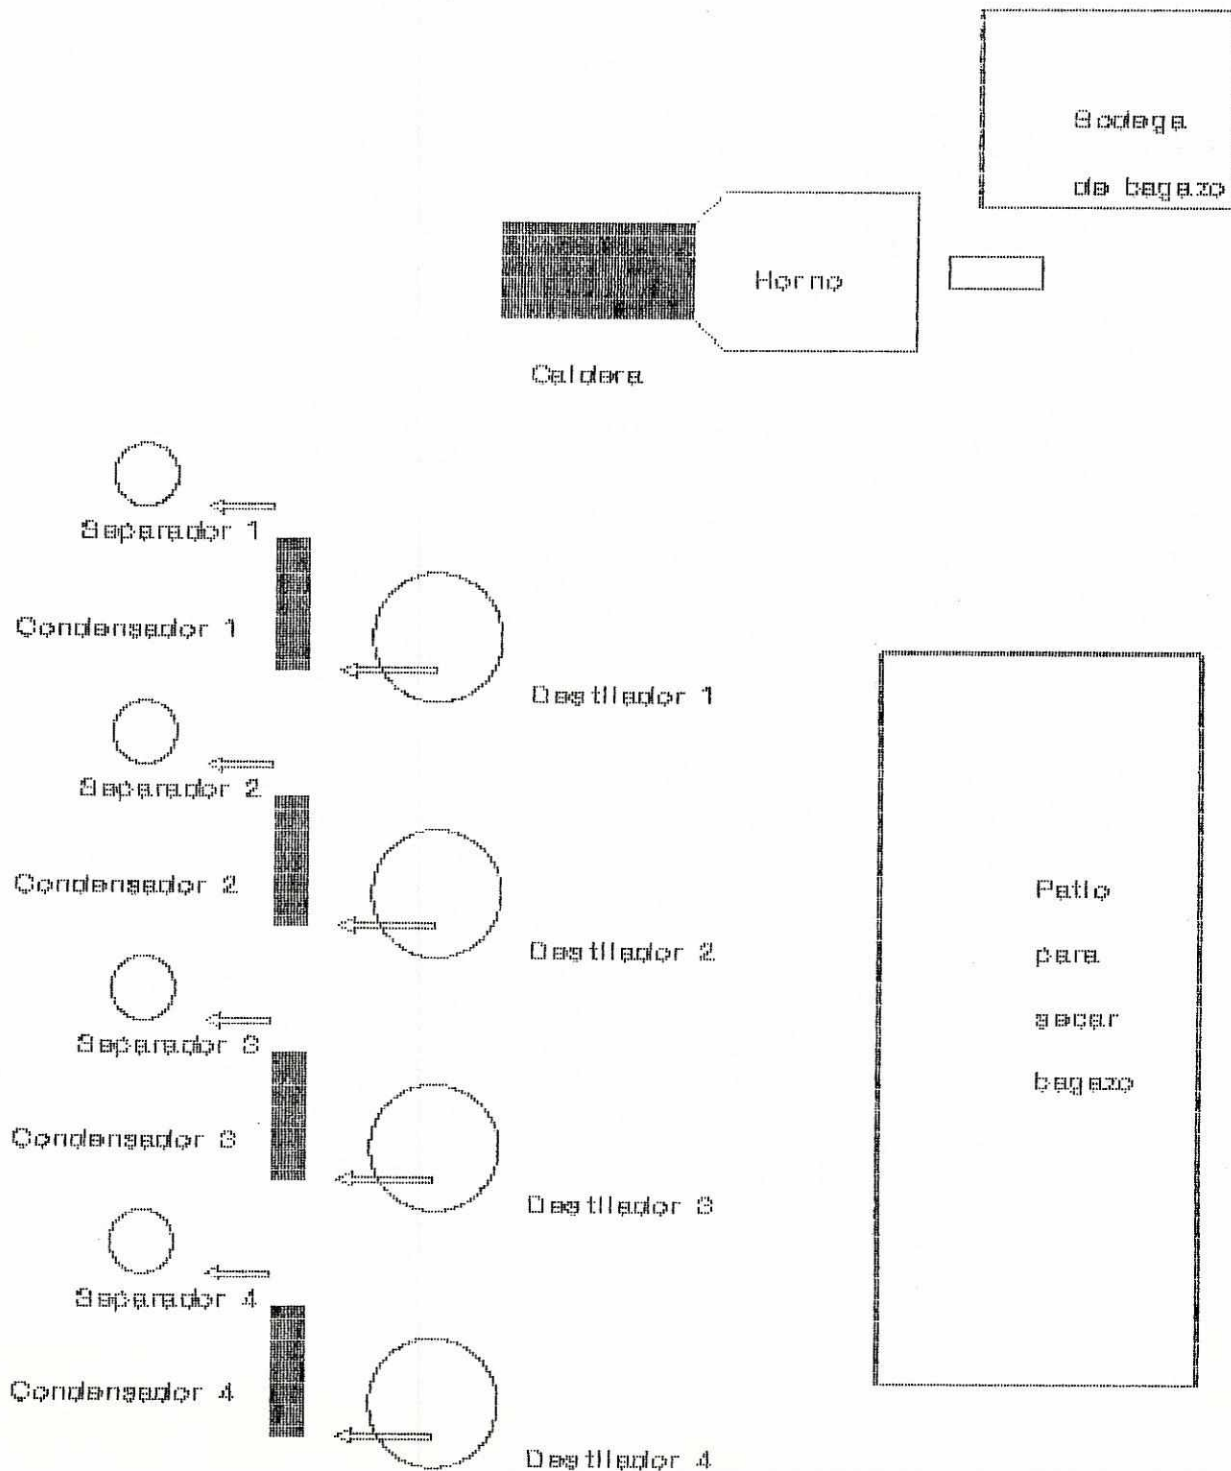 Bodega
de bagazo
Horno
Caldera
Separador 1
Condensador 1
Destilador 1
Separador 2
Condensador 2
Destilador 2
Patio
para
secar
bagazo
Separador 3
Condensador 3
Destilador 3
Separador 4
Condensador 4
Destilador 4